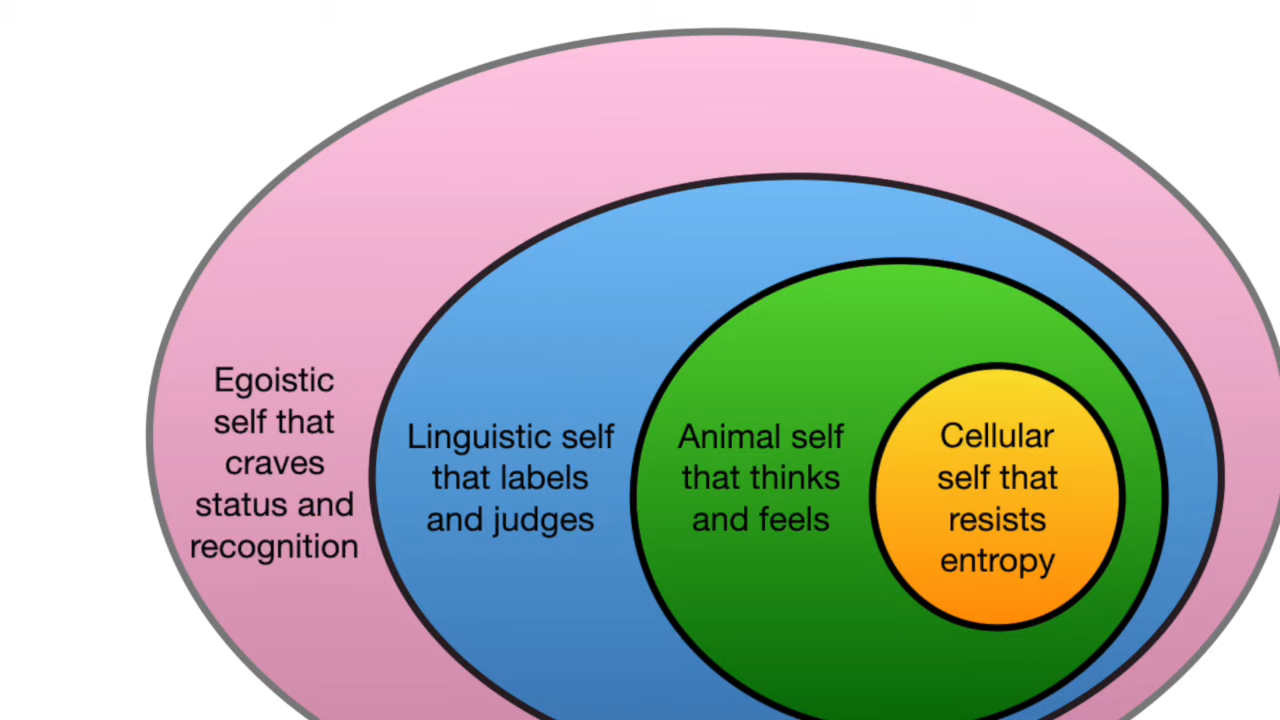 Egoistic
self that
craves
status and
recognition
Linguistic self
that labels
and judges
Animal self
that thinks
and feels
Cellular
self that
resists
entropy